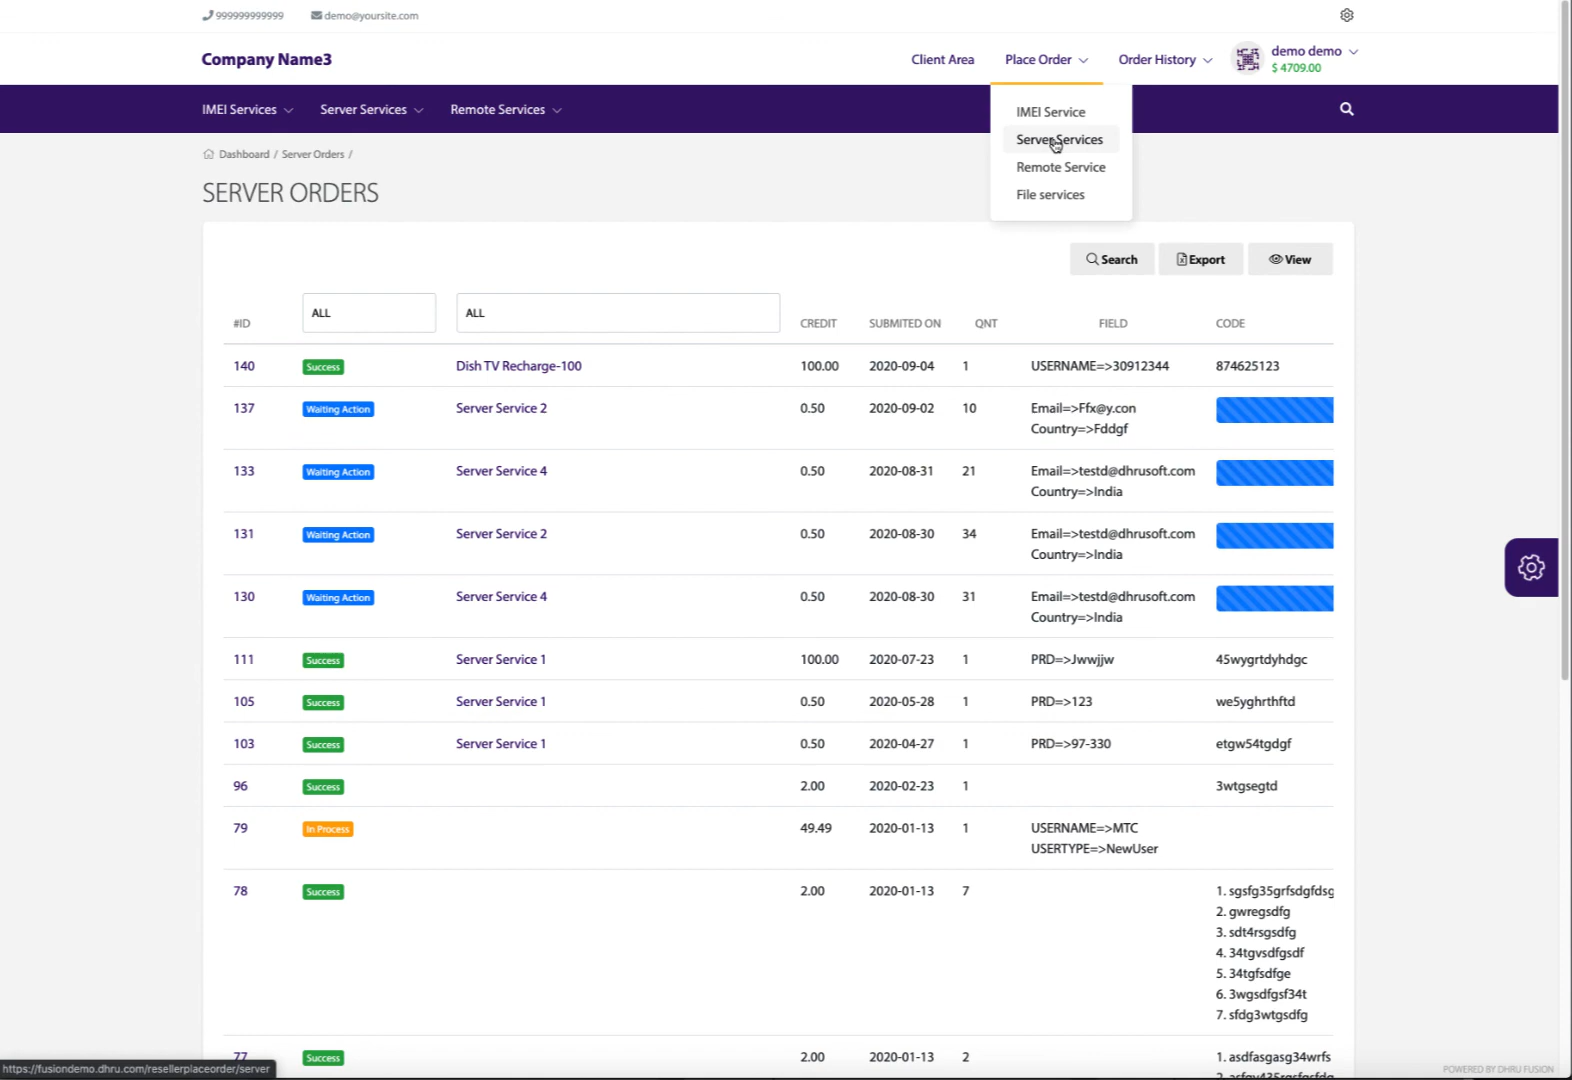 999999999999 demo@yoursite.com
Company Name3 Client Area Place Order Order History demo demo
$ 4709.00
IMEI Services Server Services Remote Services
IMEI Service
Server Services
Remote Service
File services
Dashboard / Server Orders /
SERVER ORDERS
Search Export View
#ID ALL ALL CREDIT SUBMITED ON QNT FIELD CODE
140 Success Dish TV Recharge-100 100.00 2020-09-04 1 USERNAME=>30912344 874625123
137 Waiting Action Server Service 2 0.50 2020-09-02 10 Email=>Ffx@y.con
Country=>Fddgf
133 Waiting Action Server Service 4 0.50 2020-08-31 21 Email=>testd@dhrusoft.com
Country=>India
131 Waiting Action Server Service 2 0.50 2020-08-30 34 Email=>testd@dhrusoft.com
Country=>India
130 Waiting Action Server Service 4 0.50 2020-08-30 31 Email=>testd@dhrusoft.com
Country=>India
111 Success Server Service 1 100.00 2020-07-23 1 PRD=>Jwwjjw 45wygrtdyhdgc
105 Success Server Service 1 0.50 2020-05-28 1 PRD=>123 we5yghrthftd
103 Success Server Service 1 0.50 2020-04-27 1 PRD=>97-330 etgw54tgdgf
96 Success 2.00 2020-02-23 1 3wtgsegtd
79 In Process 49.49 2020-01-13 1 USERNAME=>MTC
USERTYPE=>NewUser
78 Success 2.00 2020-01-13 7 1. sgsfg35grfsdgfdsg
2. gwregsdfg
3. sdt4rsgsdfg
4. 34tgvsdfgsdf
5. 34tgfsdfge
6. 3wgsdfgsf34t
7. sfdg3wtgsdfg
77 Success 2.00 2020-01-13 2 1. asdfasgasg34wrfs
https://fusiondemo.dhru.com/resellerplaceorder/server
POWERED BY DHRU FUSION